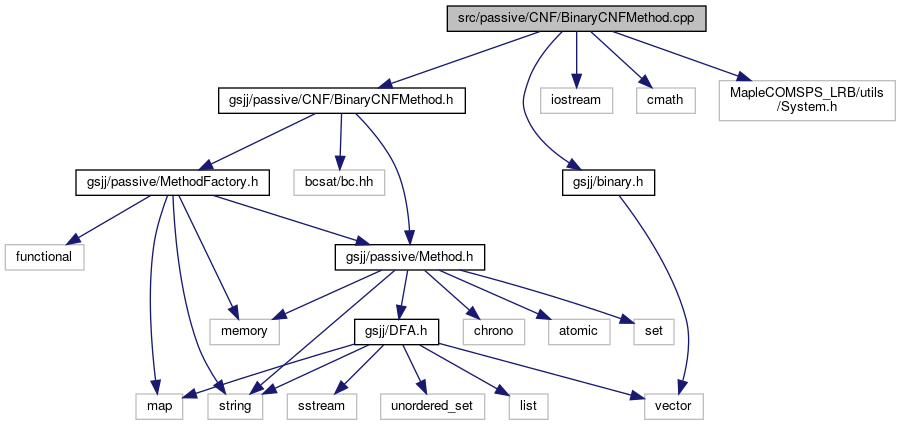 src/passive/CNF/BinaryCNFMethod.cpp
gsjj/passive/CNF/BinaryCNFMethod.h
iostream
cmath
MapleCOMSPS_LRB/utils
/System.h
gsjj/passive/MethodFactory.h
bcsat/bc.hh
gsjj/binary.h
functional
gsjj/passive/Method.h
memory
gsjj/DFA.h
chrono
atomic
set
map
string
sstream
unordered_set
list
vector